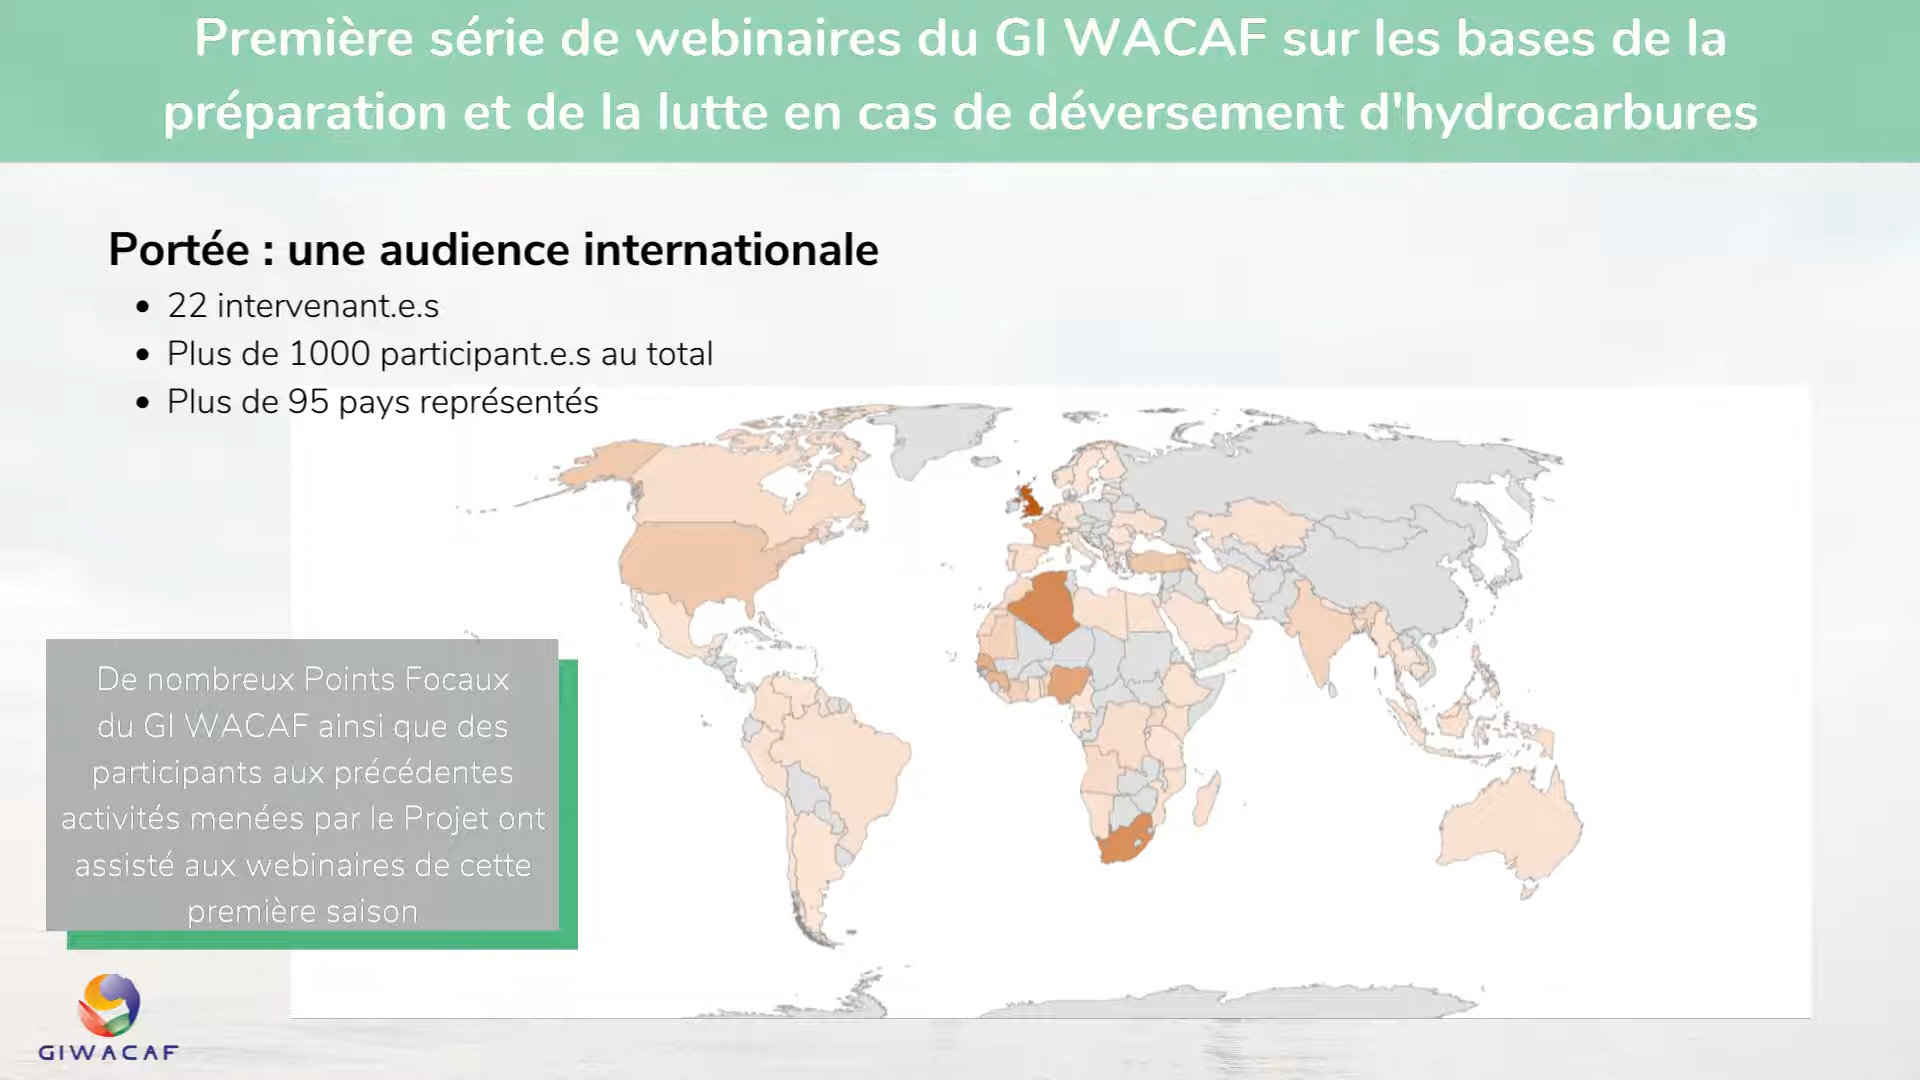 Première série de webinaires du GI WACAF sur les bases de la
préparation et de la lutte en cas de déversement d'hydrocarbures
Portée : une audience internationale
• 22 intervenant.e.s
• Plus de 1000 participant.e.s au total
• Plus de 95 pays représentés
De nombreux Points Focaux
du GI WACAF ainsi que des
participants aux précédentes
activités menées par le Projet ont
assisté aux webinaires de cette
première saison
GIWACAF